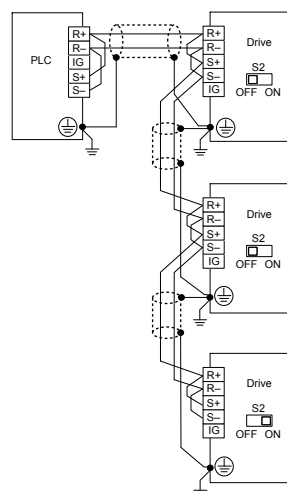 PLC
R+
R–
IG
S+
S–
R+
R–
S+
S–
IG
Drive
S2
OFF ON
R+
R–
S+
S–
IG
Drive
S2
OFF ON
R+
R–
S+
S–
IG
Drive
S2
OFF ON